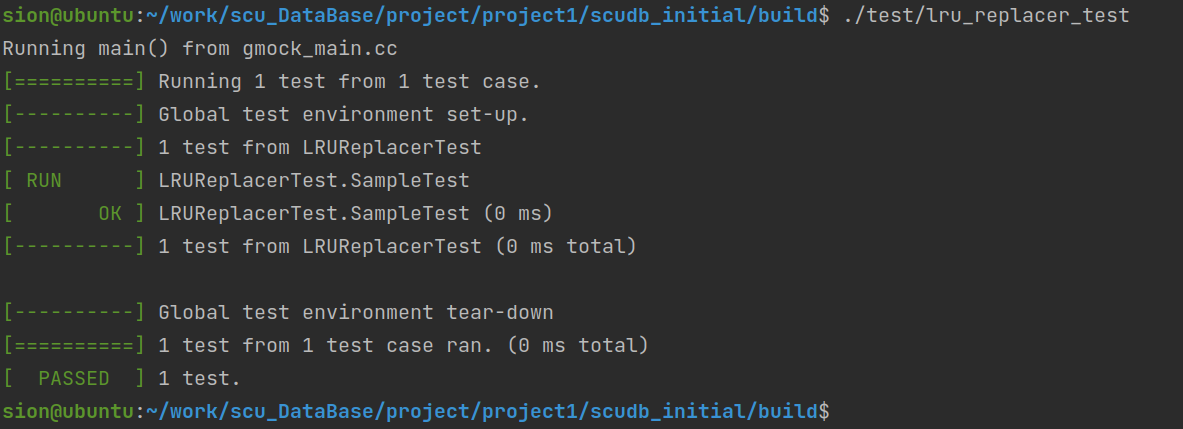 sion@ubuntu:~/work/scu_DataBase/project/project1/scudb_initial/build$ ./test/lru_replacer_test
Running main() from gmock_main.cc
[==========] Running 1 test from 1 test case.
[----------] Global test environment set-up.
[----------] 1 test from LRUReplacerTest
[ RUN      ] LRUReplacerTest.SampleTest
[       OK ] LRUReplacerTest.SampleTest (0 ms)
[----------] 1 test from LRUReplacerTest (0 ms total)

[----------] Global test environment tear-down
[==========] 1 test from 1 test case ran. (0 ms total)
[  PASSED  ] 1 test.
sion@ubuntu:~/work/scu_DataBase/project/project1/scudb_initial/build$